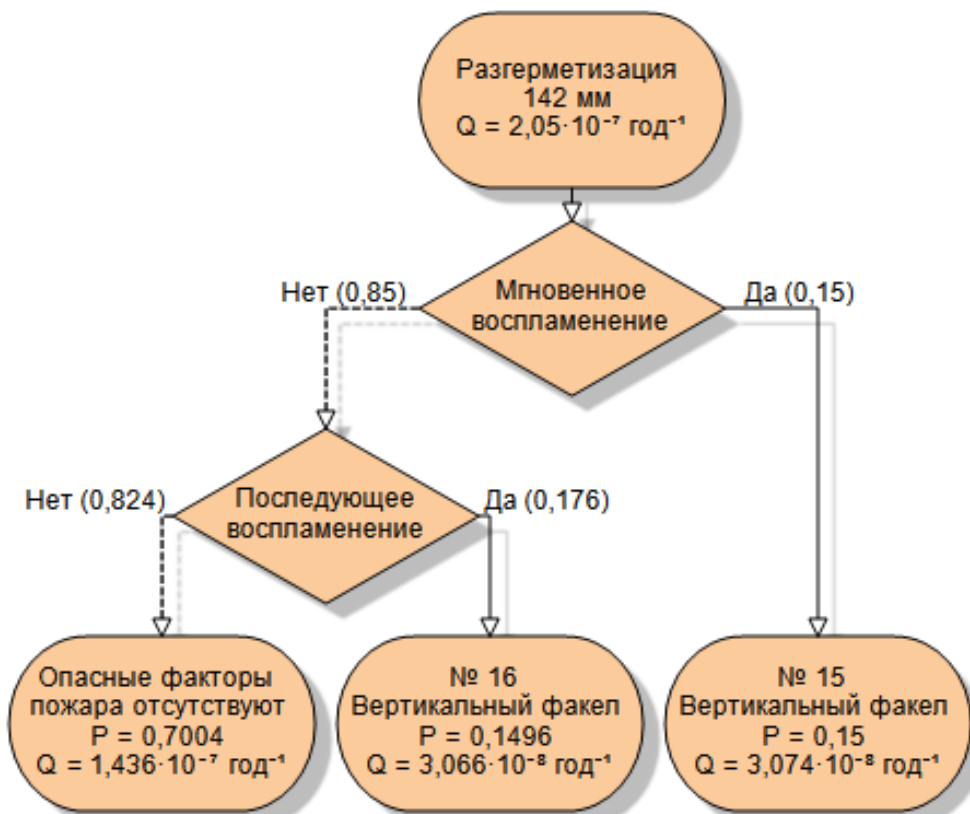 Разгерметизация
142 мм
Q = 2,05·10⁻⁷ год⁻¹
Нет (0,85)
Мгновенное
воспламенение
Да (0,15)
Нет (0,824)
Последующее
воспламенение
Да (0,176)
Опасные факторы
пожара отсутствуют
P = 0,7004
Q = 1,436·10⁻⁷ год⁻¹
№ 16
Вертикальный факел
P = 0,1496
Q = 3,066·10⁻⁸ год⁻¹
№ 15
Вертикальный факел
P = 0,15
Q = 3,074·10⁻⁸ год⁻¹